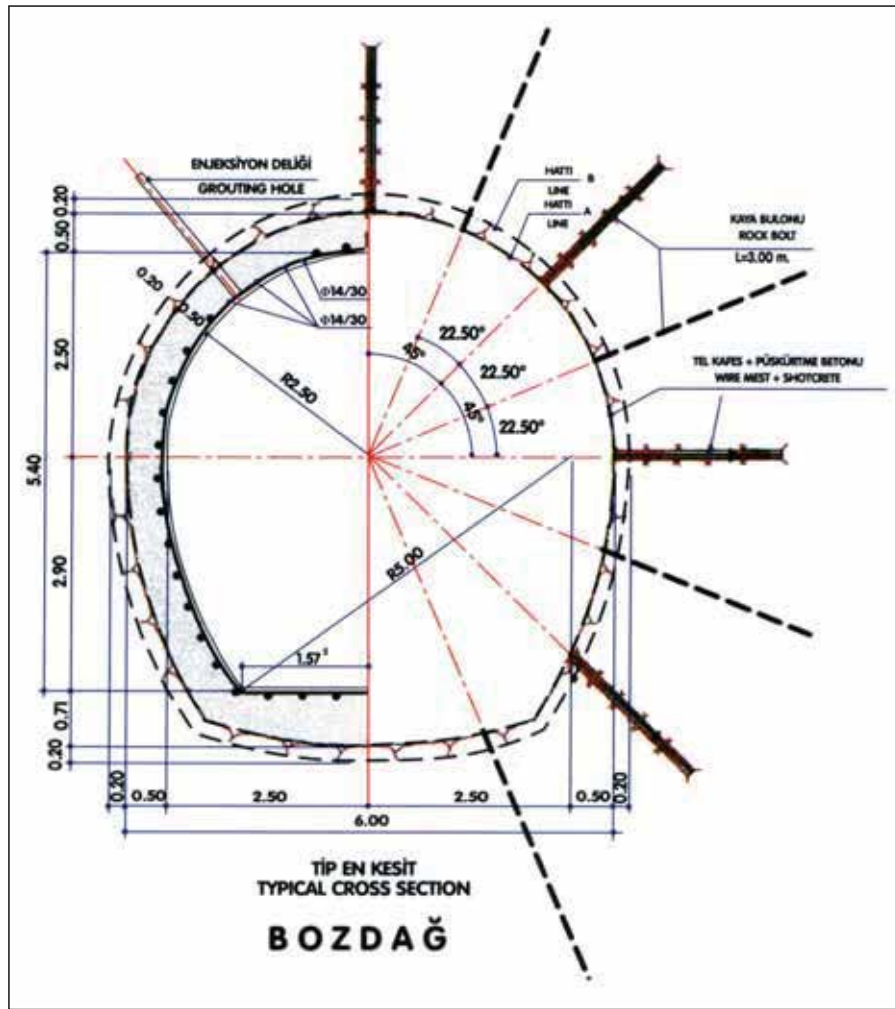 ENJEKSİYON DELİĞİ
GROUTING HOLE
HATTI
B
LINE
HATTI
A
LINE
KAYA BULONU
ROCK BOLT
L=3.00 m.
TEL KAFES + PÜSKÜRTME BETONU
WIRE MEST + SHOTCRETE
0.20
0.50
2.50
5.40
2.90
0.71
0.20
0.20
0.50
Φ14/30
Φ14/30
R2.50
22.50°
45°
22.50°
45°
22.50°
R5.00
1.57⁵
0.20
0.50
2.50
2.50
0.50
0.20
6.00
TİP EN KESİT
TYPICAL CROSS SECTION
BOZDAĞ